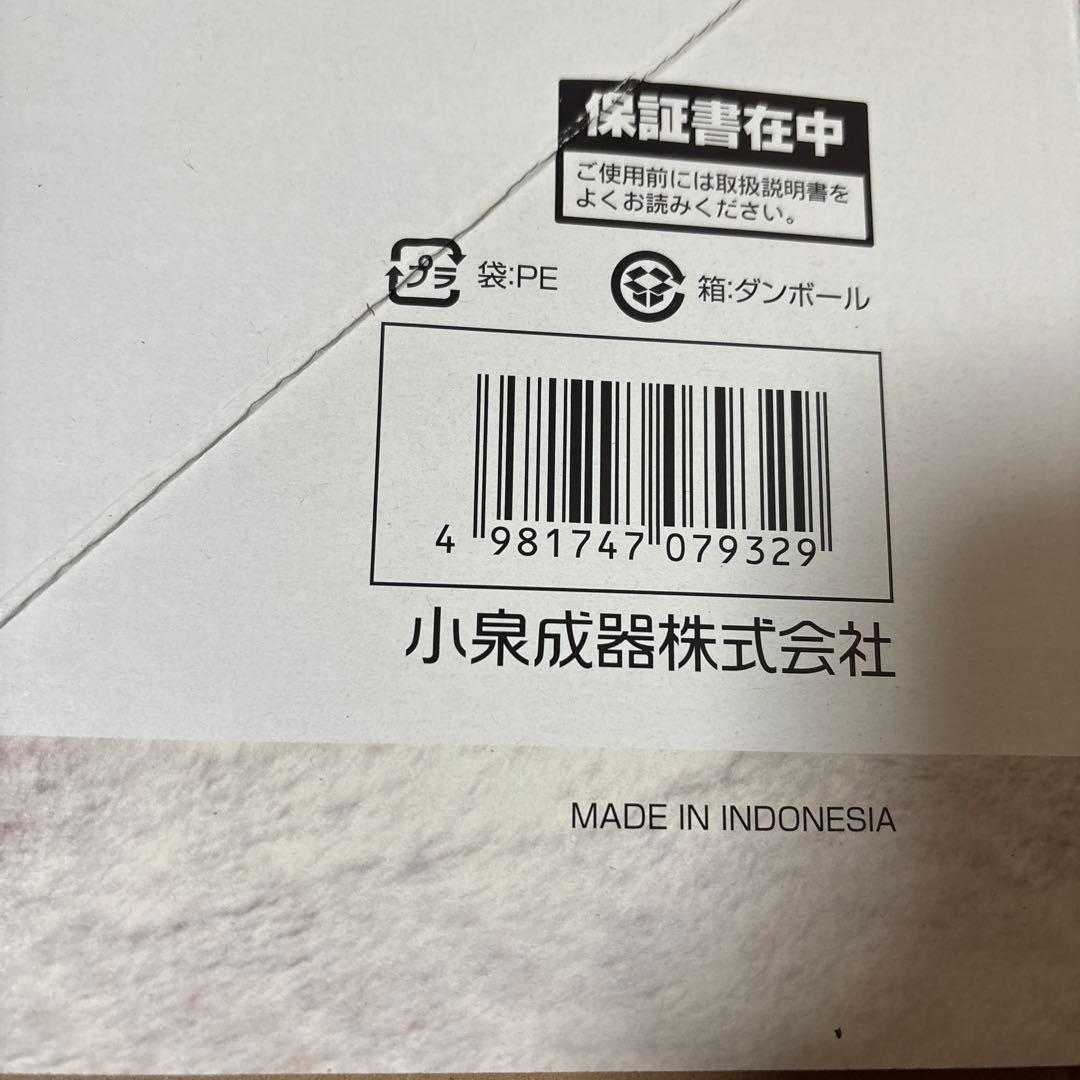 保証書在中
ご使用前には取扱説明書を
よくお読みください。
プラ 袋:PE 箱:ダンボール
4 981747 079329
小泉成器株式会社
MADE IN INDONESIA